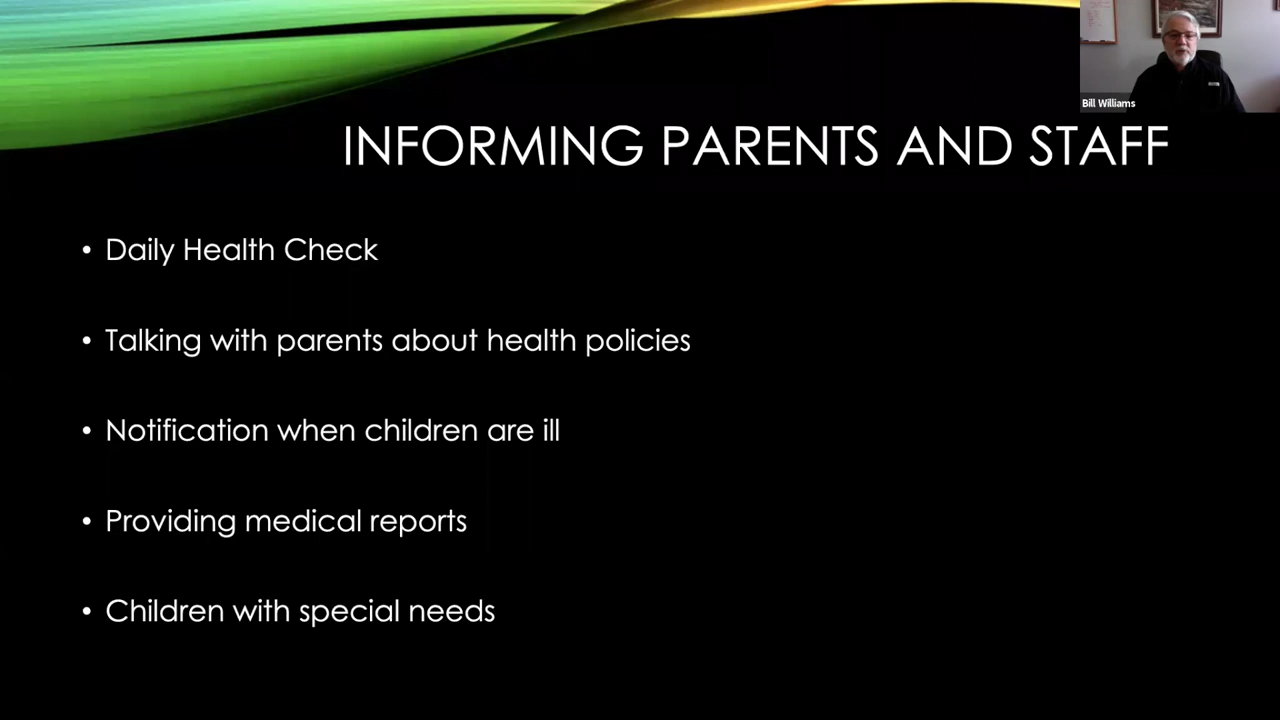 Bill Williams
INFORMING PARENTS AND STAFF
• Daily Health Check
• Talking with parents about health policies
• Notification when children are ill
• Providing medical reports
• Children with special needs